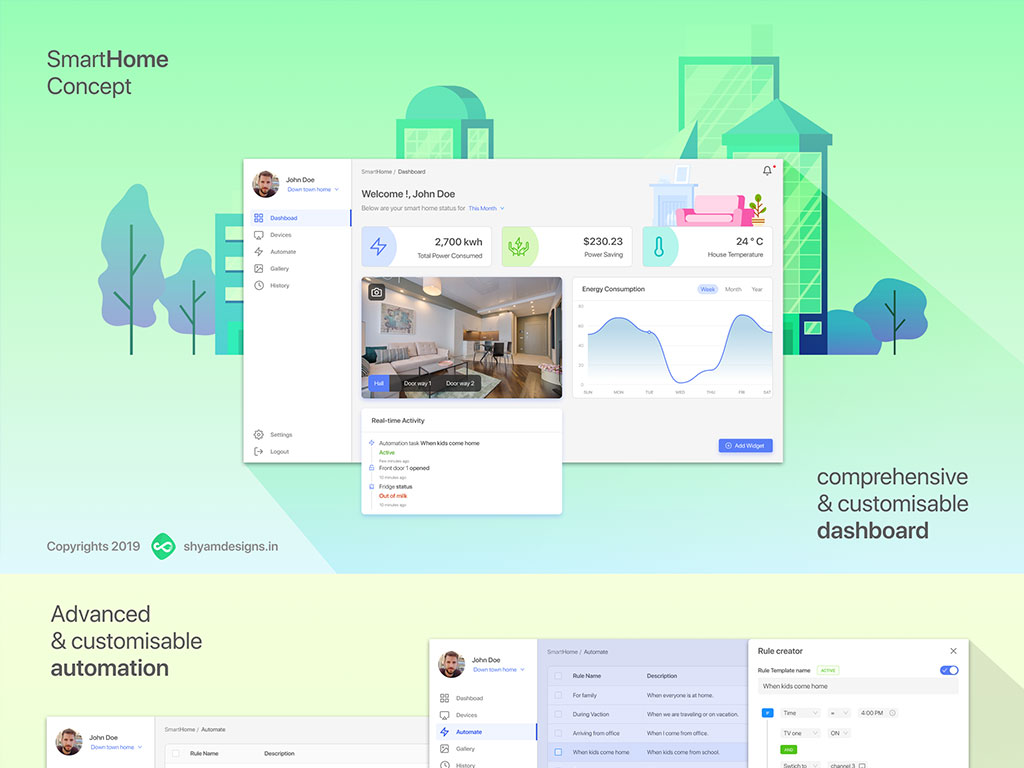 SmartHome
Concept
John Doe
Down town home
Dashboad
Devices
Automate
Gallery
History
Settings
Logout
SmartHome / Dashboard
Welcome !, John Doe
Below are your smart home status for This Month
2,700 kwh
Total Power Consumed
$230.23
Power Saving
24 ° C
House Temperature
Hall
Door way 1
Door way 2
Energy Consumption
Week
Month
Year
80
60
40
20
0
SUN
MON
TUE
WED
THU
FRI
SAT
Real-time Activity
Automation task When kids come home
Active
Few minutes ago
Front door 1 opened
10 minutes ago
Fridge status
Out of milk
10 minutes ago
Add Widget
comprehensive
& customisable
dashboard
Copyrights 2019
shyamdesigns.in
Advanced
& customisable
automation
John Doe
Down town home
SmartHome / Automate
Rule Name
Description
John Doe
Down town home
Dashboard
Devices
Automate
Gallery
History
SmartHome / Automate
Rule Name
Description
For family
When everyone is at home.
During Vaction
When we are traveling or on vacation.
Arriving from office
When I come from office.
When kids come home
When kids come from school.
Rule creator
Rule Template name
ACTIVE
When kids come home
IF
Time
=
4:00 PM
TV one
ON
AND
Swtich to
channel 3